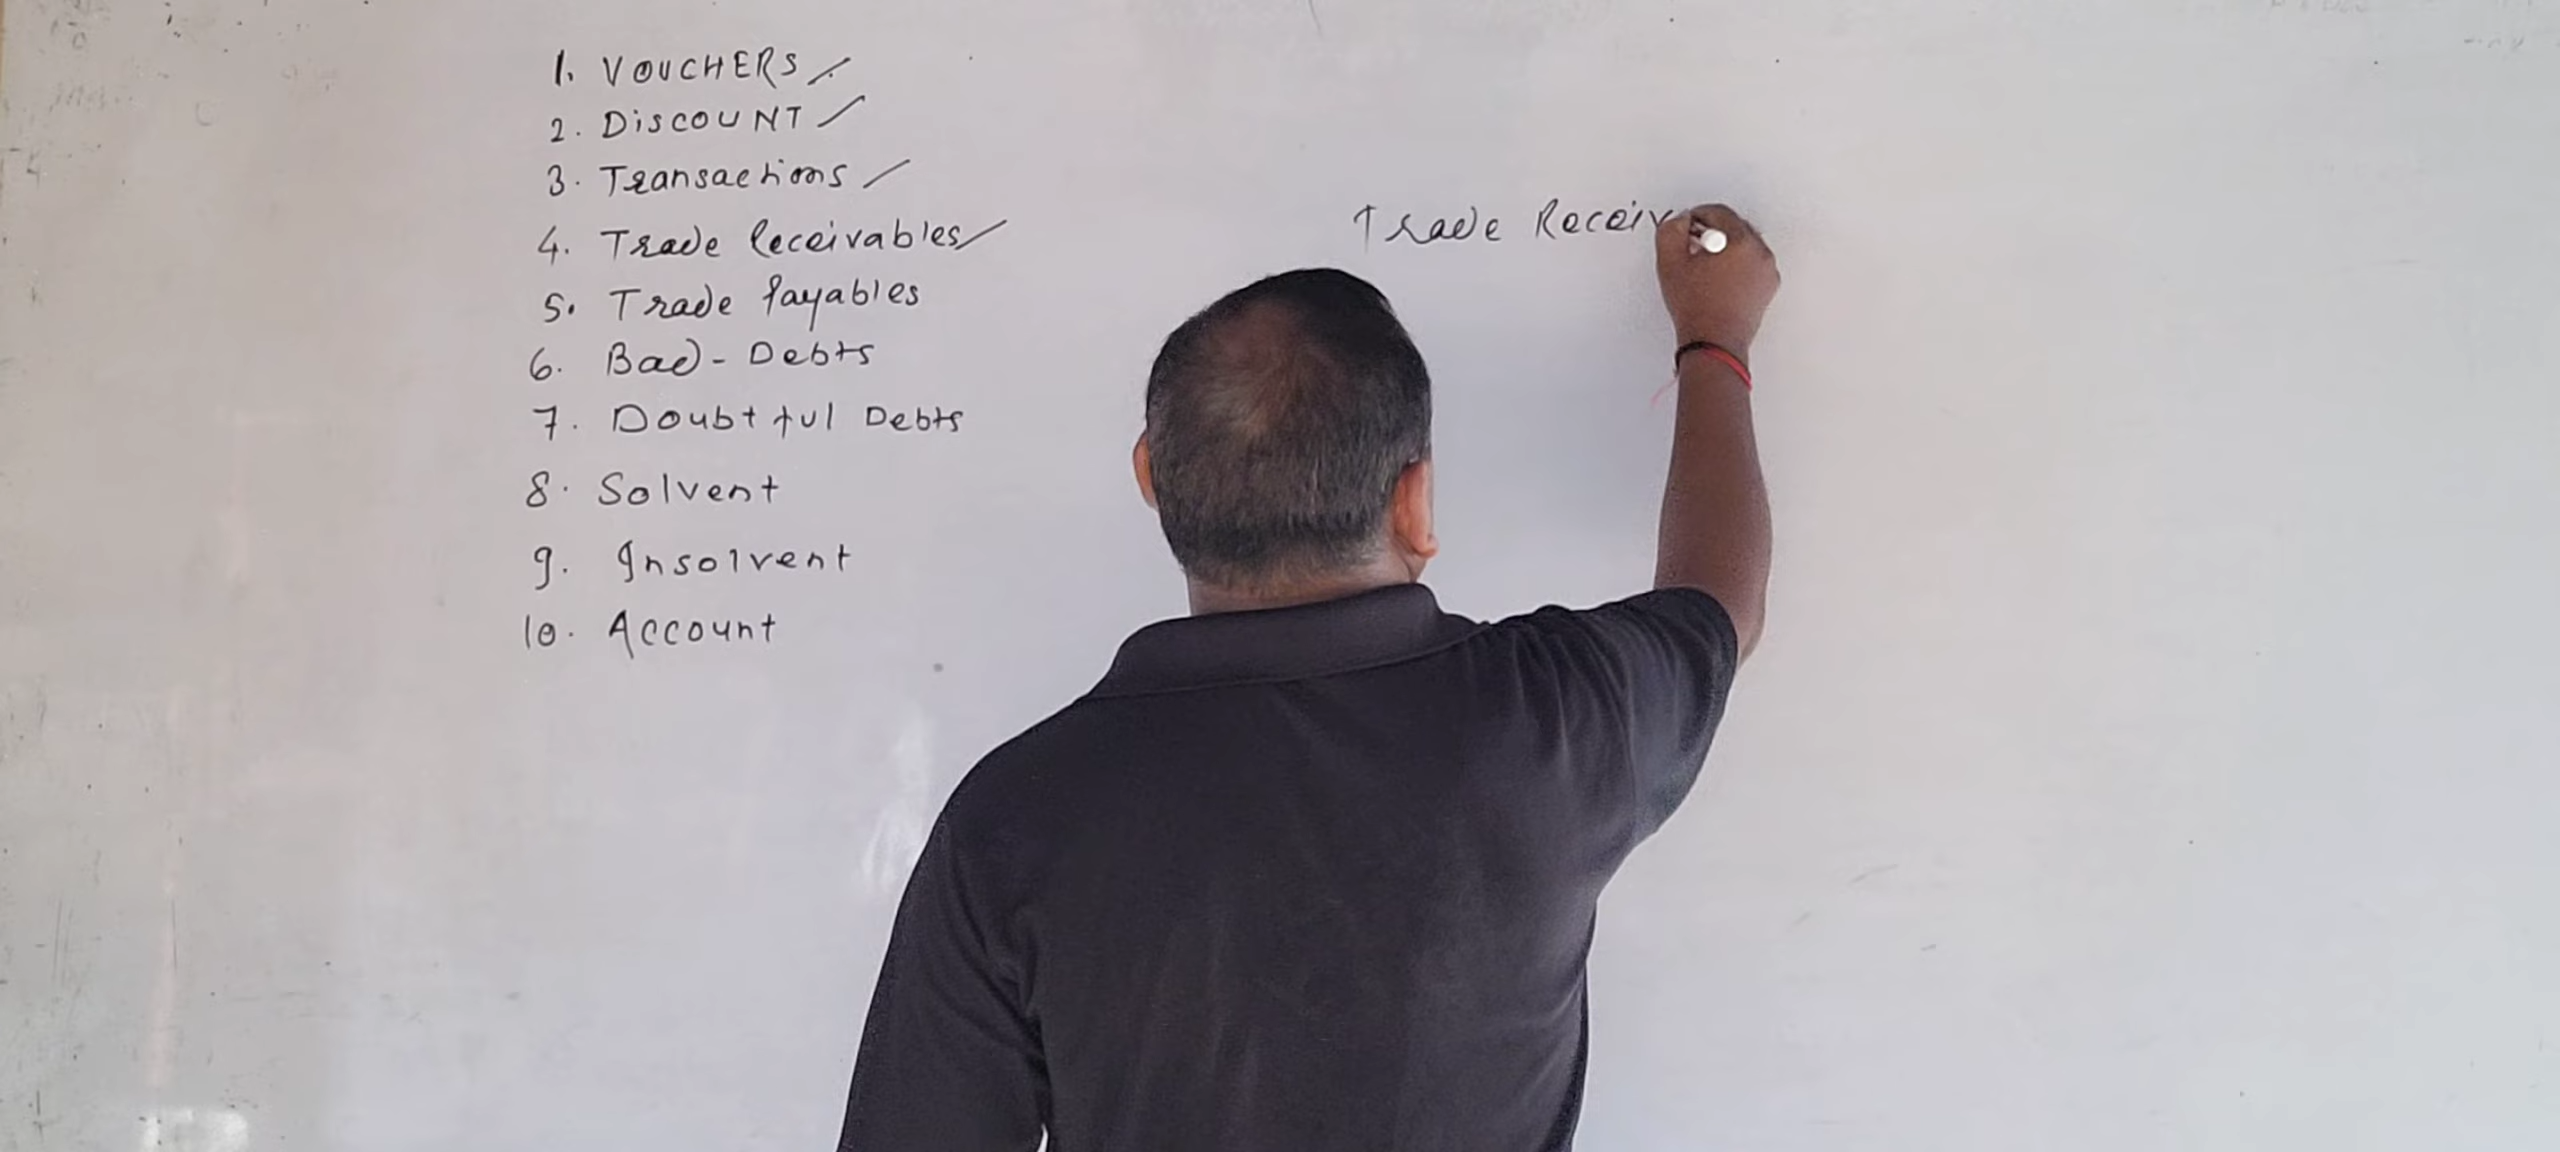 1. VOUCHERS
2. DiSCOUNT
3. Transactions
4. Trade Receivables
5. Trade Payables
6. Bad - Debts
7. Doubtful Debts
8. Solvent
9. Insolvent
10. Account
Trade Receiv